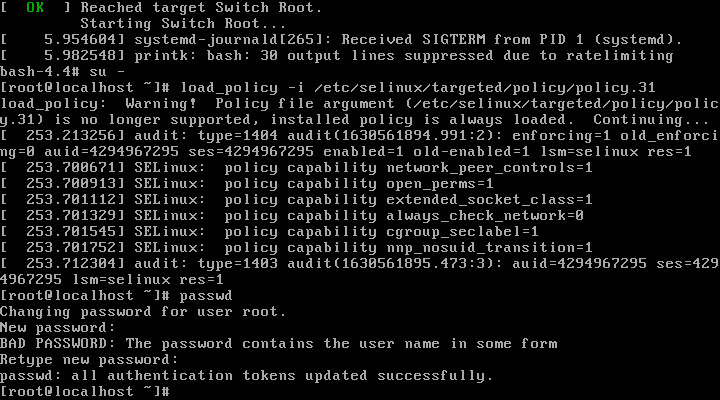 [  OK  ] Reached target Switch Root.
         Starting Switch Root...
[    5.954604] systemd-journald[265]: Received SIGTERM from PID 1 (systemd).
[    5.982548] printk: bash: 30 output lines suppressed due to ratelimiting
bash-4.4# su -
[root@localhost ~]# load_policy -i /etc/selinux/targeted/policy/policy.31
load_policy:  Warning!  Policy file argument (/etc/selinux/targeted/policy/polic
y.31) is no longer supported, installed policy is always loaded.  Continuing...
[  253.213256] audit: type=1404 audit(1630561894.991:2): enforcing=1 old_enforci
ng=0 auid=4294967295 ses=4294967295 enabled=1 old-enabled=1 lsm=selinux res=1
[  253.700671] SELinux:  policy capability network_peer_controls=1
[  253.700913] SELinux:  policy capability open_perms=1
[  253.701112] SELinux:  policy capability extended_socket_class=1
[  253.701329] SELinux:  policy capability always_check_network=0
[  253.701545] SELinux:  policy capability cgroup_seclabel=1
[  253.701752] SELinux:  policy capability nnp_nosuid_transition=1
[  253.712304] audit: type=1403 audit(1630561895.473:3): auid=4294967295 ses=429
4967295 lsm=selinux res=1
[root@localhost ~]# passwd
Changing password for user root.
New password:
BAD PASSWORD: The password contains the user name in some form
Retype new password:
passwd: all authentication tokens updated successfully.
[root@localhost ~]#